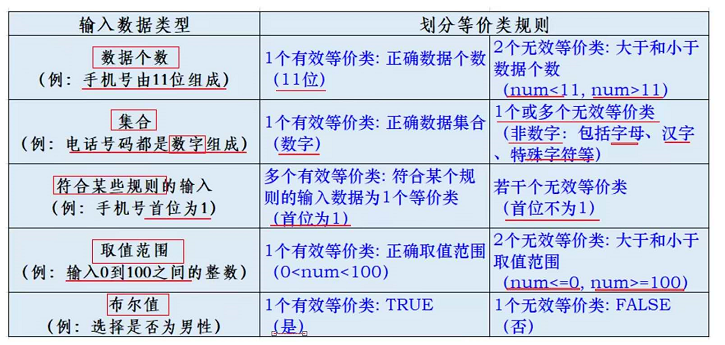 输入数据类型
划分等价类规则
数据个数
(例：手机号由11位组成)
1个有效等价类：正确数据个数
(11位)
2个无效等价类：大于和小于
数据个数
(num<11, num>11)
集合
(例：电话号码都是数字组成)
1个有效等价类：正确数据集合
(数字)
1个或多个无效等价类
(非数字：包括字母、汉字
、特殊字符等)
符合某些规则的输入
(例：手机号首位为1)
多个有效等价类：符合某个规
则的输入数据为1个等价类
(首位为1)
若干个无效等价类
(首位不为1)
取值范围
(例：输入0到100之间的整数)
1个有效等价类：正确取值范围
(0<num<100)
2个无效等价类：大于和小于
取值范围
(num<=0, num>=100)
布尔值
(例：选择是否为男性)
1个有效等价类：TRUE
(是)
1个无效等价类：FALSE
(否)